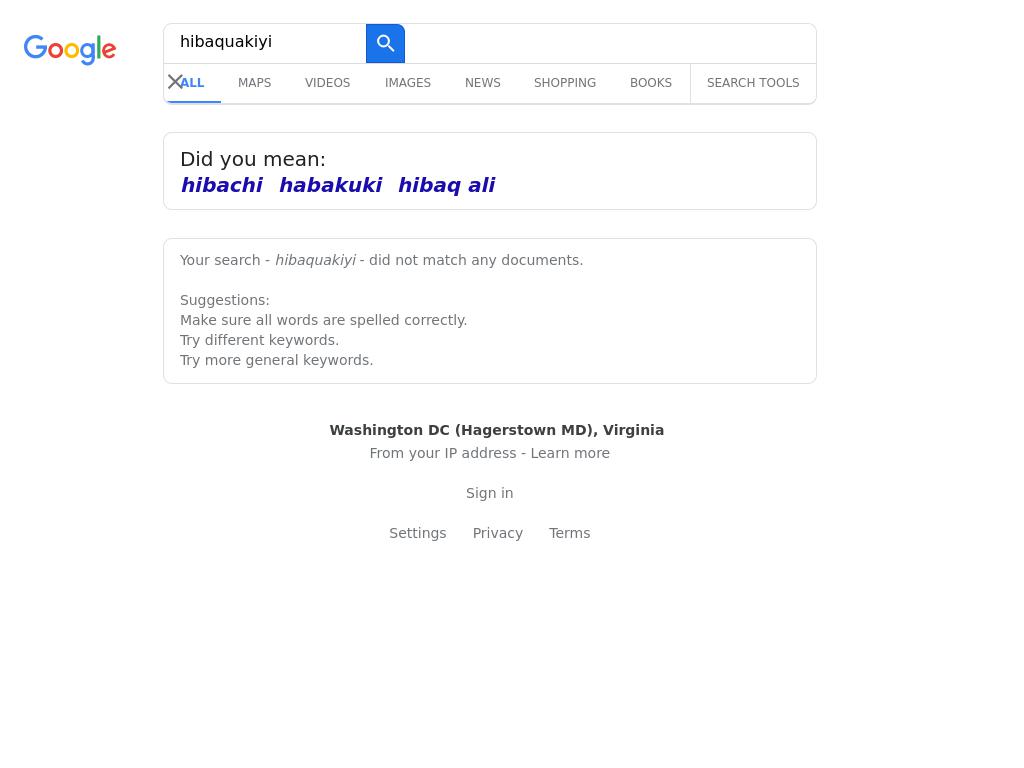 Google
hibaquakiyi
ALL MAPS VIDEOS IMAGES NEWS SHOPPING BOOKS SEARCH TOOLS
Did you mean:
hibachi habakuki hibaq ali
Your search - hibaquakiyi - did not match any documents.
Suggestions:
Make sure all words are spelled correctly.
Try different keywords.
Try more general keywords.
Washington DC (Hagerstown MD), Virginia
From your IP address - Learn more
Sign in
Settings Privacy Terms